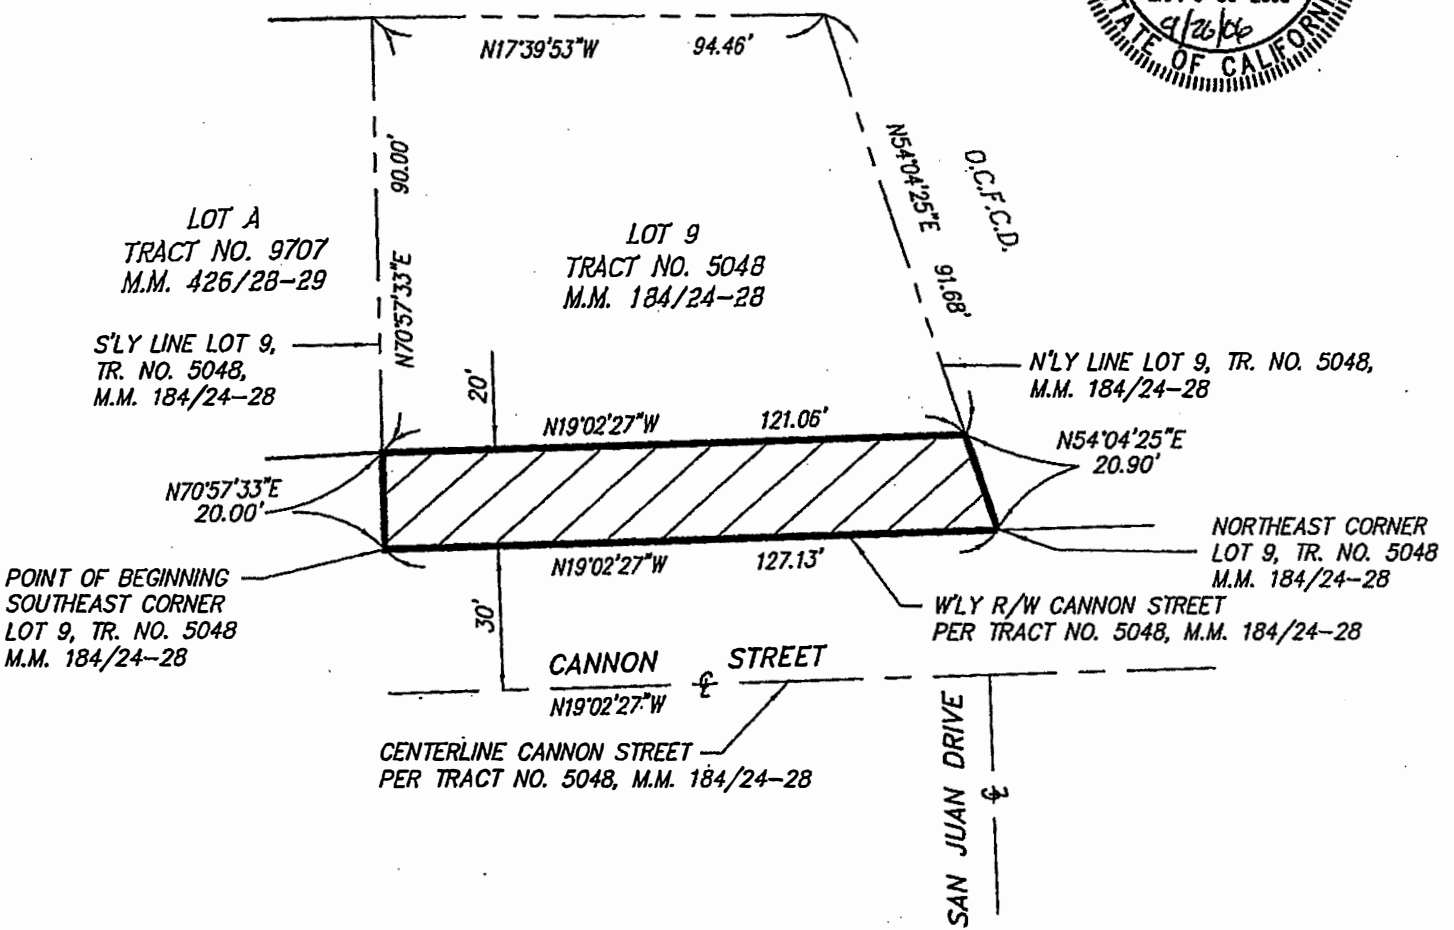 9/26/06
STATE OF CALIFORNI
N17°39'53"W 94.46'
90.00'
N70°57'33"E
N54°04'25"E 91.68'
O.C.F.C.D.
LOT A
TRACT NO. 9707
M.M. 426/28-29
LOT 9
TRACT NO. 5048
M.M. 184/24-28
S'LY LINE LOT 9,
TR. NO. 5048,
M.M. 184/24-28
N'LY LINE LOT 9, TR. NO. 5048,
M.M. 184/24-28
20'
N19°02'27"W 121.06'
N54°04'25"E
20.90'
N70°57'33"E
20.00'
NORTHEAST CORNER
LOT 9, TR. NO. 5048
M.M. 184/24-28
N19°02'27"W 127.13'
POINT OF BEGINNING
SOUTHEAST CORNER
LOT 9, TR. NO. 5048
M.M. 184/24-28
30'
W'LY R/W CANNON STREET
PER TRACT NO. 5048, M.M. 184/24-28
CANNON STREET
N19°02'27"W
CENTERLINE CANNON STREET
PER TRACT NO. 5048, M.M. 184/24-28
SAN JUAN DRIVE